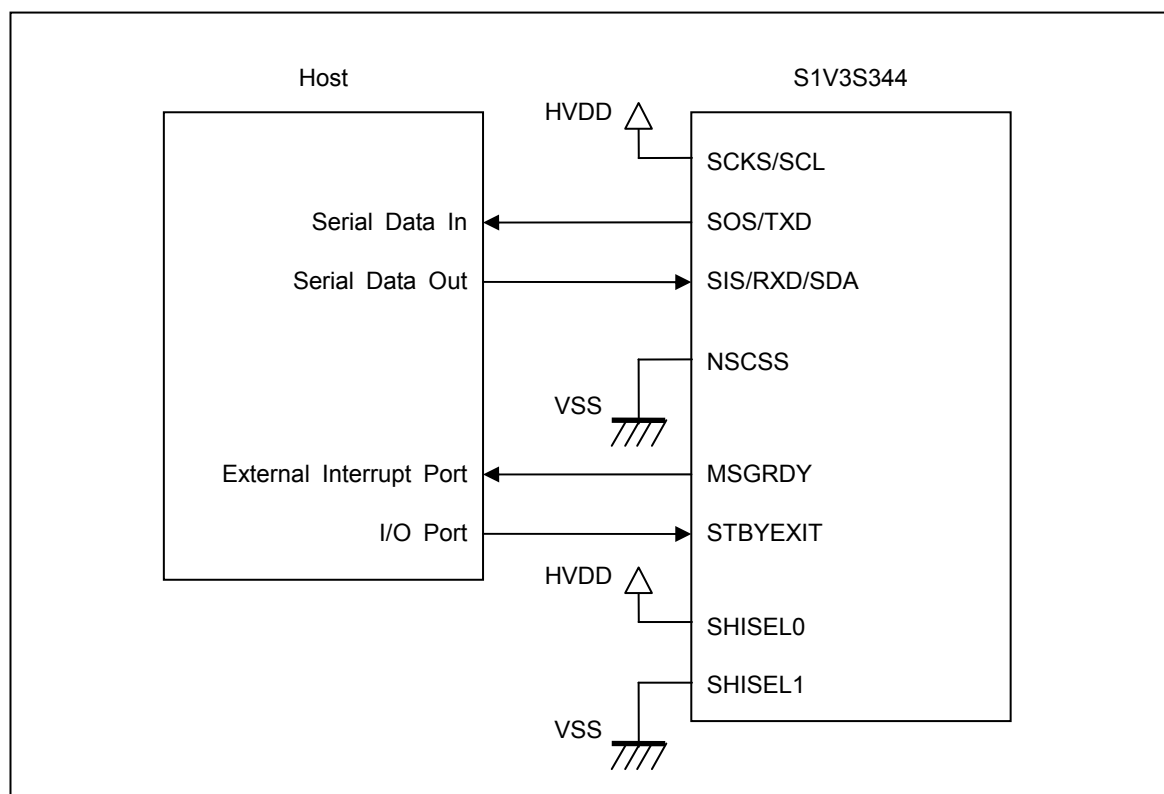 Host
S1V3S344
HVDD
SCKS/SCL
Serial Data In
SOS/TXD
Serial Data Out
SIS/RXD/SDA
NSCSS
VSS
External Interrupt Port
MSGRDY
I/O Port
STBYEXIT
HVDD
SHISEL0
SHISEL1
VSS